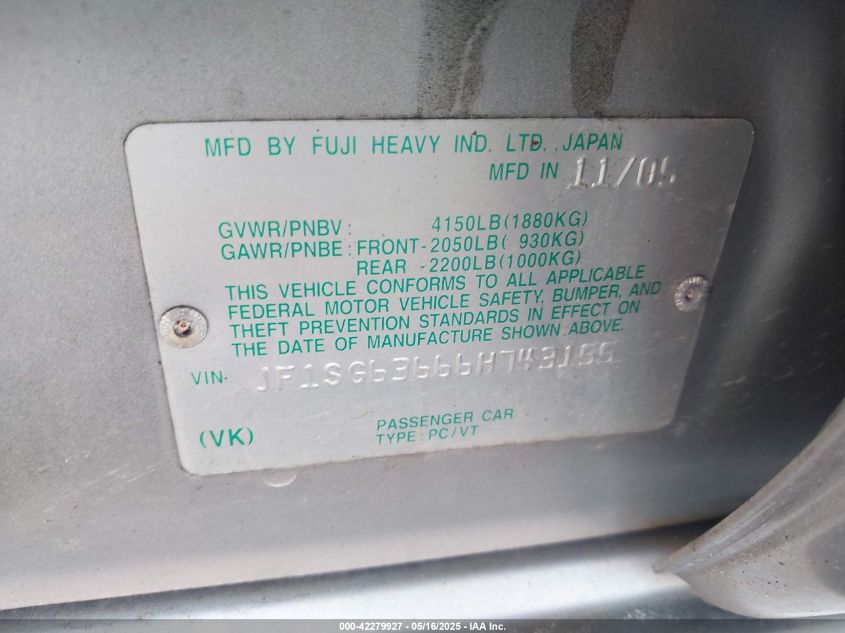 MFD BY FUJI HEAVY IND. LTD. JAPAN
MFD IN 11/05
GVWR/PNBV: 4150LB(1880KG)
GAWR/PNBE: FRONT-2050LB( 930KG)
REAR -2200LB(1000KG)
THIS VEHICLE CONFORMS TO ALL APPLICABLE
FEDERAL MOTOR VEHICLE SAFETY, BUMPER, AND
THEFT PREVENTION STANDARDS IN EFFECT ON
THE DATE OF MANUFACTURE SHOWN ABOVE.
VIN. JF1SG63666H743155
PASSENGER CAR
(VK) TYPE: PC/VT
000-42279927 - 05/16/2025 - IAA Inc.